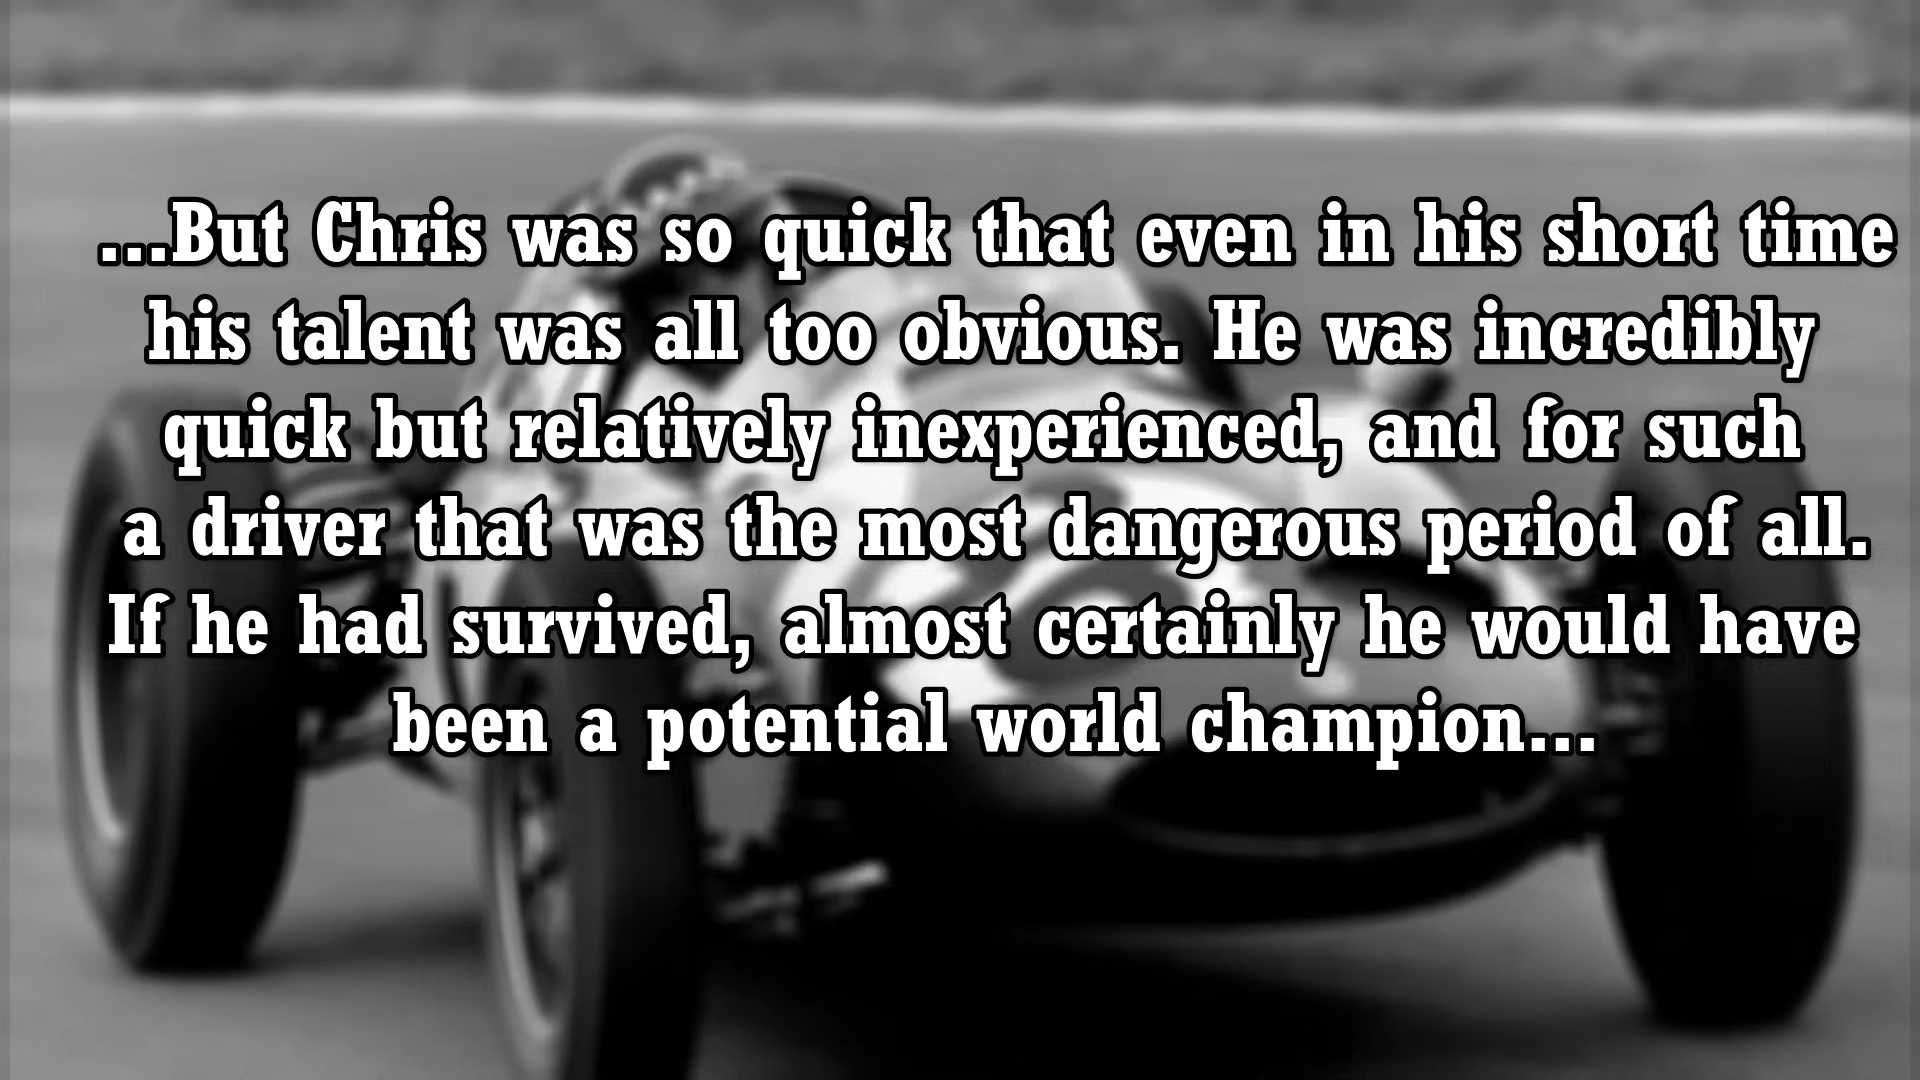 ...But Chris was so quick that even in his short time
his talent was all too obvious. He was incredibly
quick but relatively inexperienced, and for such
a driver that was the most dangerous period of all.
If he had survived, almost certainly he would have
been a potential world champion...